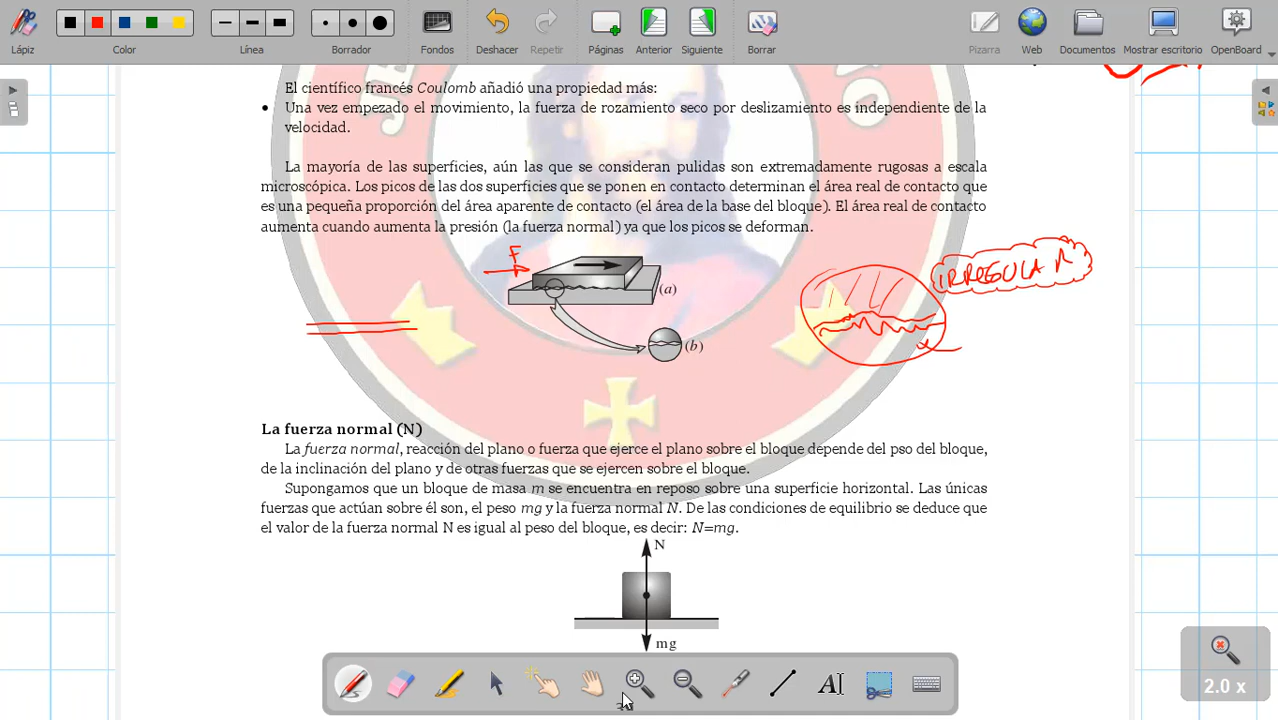 Lápiz
Color
Línea
Borrador
Fondos
Deshacer
Repetir
Páginas
Anterior
Siguiente
Borrar
Pizarra
Web
Documentos
Mostrar escritorio
OpenBoard
El científico francés Coulomb añadió una propiedad más:
• Una vez empezado el movimiento, la fuerza de rozamiento seco por deslizamiento es independiente de la
velocidad.
La mayoría de las superficies, aún las que se consideran pulidas son extremadamente rugosas a escala
microscópica. Los picos de las dos superficies que se ponen en contacto determinan el área real de contacto que
es una pequeña proporción del área aparente de contacto (el área de la base del bloque). El área real de contacto
aumenta cuando aumenta la presión (la fuerza normal) ya que los picos se deforman.
F
(a)
IRREGULAR
(b)
La fuerza normal (N)
La fuerza normal, reacción del plano o fuerza que ejerce el plano sobre el bloque depende del pso del bloque,
de la inclinación del plano y de otras fuerzas que se ejercen sobre el bloque.
Supongamos que un bloque de masa m se encuentra en reposo sobre una superficie horizontal. Las únicas
fuerzas que actúan sobre él son, el peso mg y la fuerza normal N. De las condiciones de equilibrio se deduce que
el valor de la fuerza normal N es igual al peso del bloque, es decir: N=mg.
N
mg
2.0 x